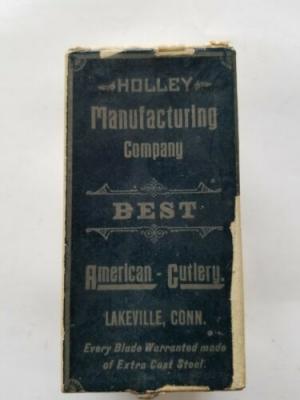 HOLLEY
Manufacturing
Company
BEST
American - Cutlery.
LAKEVILLE, CONN.
Every Blade Warranted made
of Extra Cast Steel.